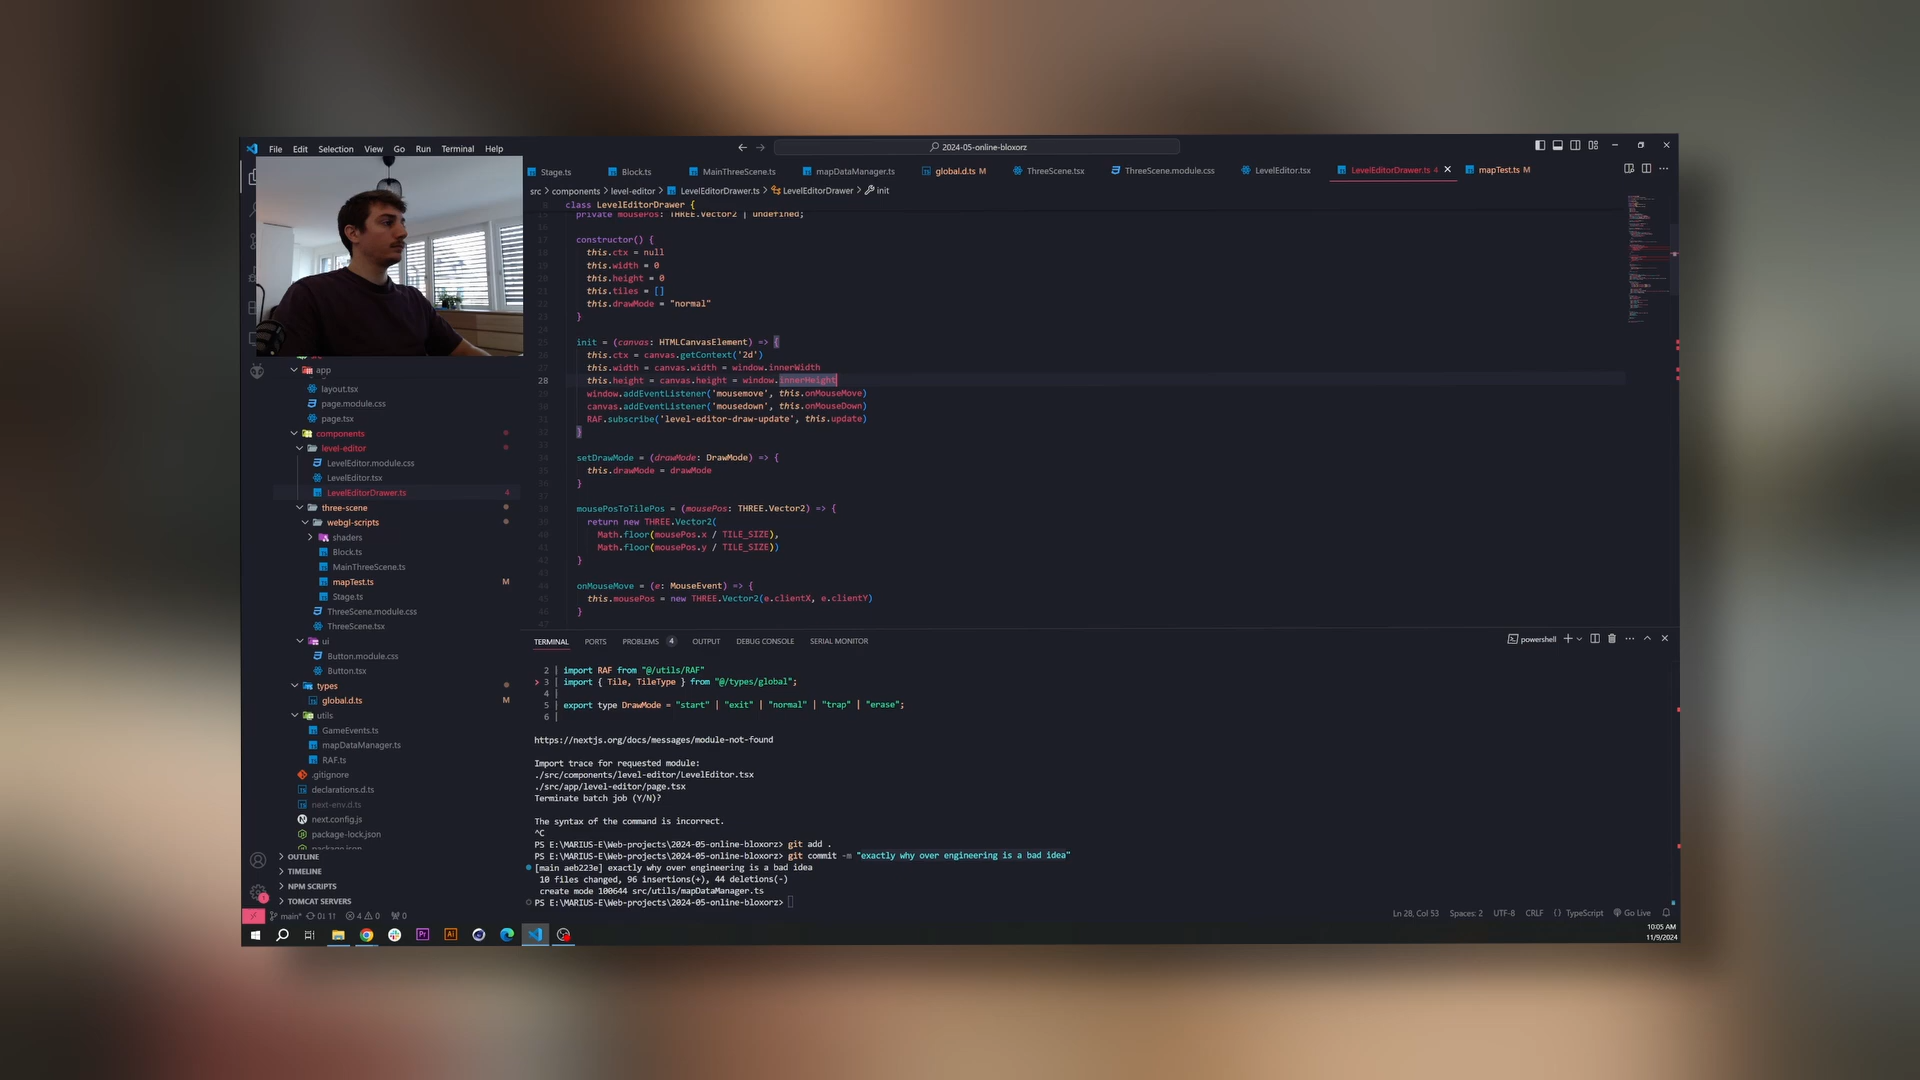 File Edit Selection View Go Run Terminal Help
2024-05-online-bloxorz
Stage.ts Block.ts MainThreeScene.ts mapDataManager.ts global.d.ts M ThreeScene.tsx ThreeScene.module.css LevelEditor.tsx LevelEditorDrawer.ts 4 mapTest.ts M
src > components > level-editor > LevelEditorDrawer.ts > LevelEditorDrawer > init
class LevelEditorDrawer {
private mousePos: THREE.Vector2 | undefined;
constructor() {
this.ctx = null
this.width = 0
this.height = 0
this.tiles = []
this.drawMode = "normal"
}
init = (canvas: HTMLCanvasElement) => {
this.ctx = canvas.getContext('2d')
this.width = canvas.width = window.innerWidth
28 this.height = canvas.height = window.innerHeight
window.addEventListener('mousemove', this.onMouseMove)
canvas.addEventListener('mousedown', this.onMouseDown)
RAF.subscribe('level-editor-draw-update', this.update)
}
setDrawMode = (drawMode: DrawMode) => {
this.drawMode = drawMode
}
mousePosToTilePos = (mousePos: THREE.Vector2) => {
return new THREE.Vector2(
Math.floor(mousePos.x / TILE_SIZE),
Math.floor(mousePos.y / TILE_SIZE))
}
onMouseMove = (e: MouseEvent) => {
this.mousePos = new THREE.Vector2(e.clientX, e.clientY)
}
app
layout.tsx
page.module.css
page.tsx
components
level-editor
LevelEditor.module.css
LevelEditor.tsx
LevelEditorDrawer.ts 4
three-scene
webgl-scripts
shaders
Block.ts
MainThreeScene.ts
mapTest.ts M
Stage.ts
ThreeScene.module.css
ThreeScene.tsx
ui
Button.module.css
Button.tsx
types
global.d.ts M
utils
GameEvents.ts
mapDataManager.ts
RAF.ts
.gitignore
declarations.d.ts
next-env.d.ts
next.config.js
package-lock.json
OUTLINE
TIMELINE
NPM SCRIPTS
TOMCAT SERVERS
TERMINAL PORTS PROBLEMS 4 OUTPUT DEBUG CONSOLE SERIAL MONITOR
powershell
2 | import RAF from "@/utils/RAF"
> 3 | import { Tile, TileType } from "@/types/global";
4 |
5 | export type DrawMode = "start" | "exit" | "normal" | "trap" | "erase";
6 |
https://nextjs.org/docs/messages/module-not-found
Import trace for requested module:
./src/components/level-editor/LevelEditor.tsx
./src/app/level-editor/page.tsx
Terminate batch job (Y/N)?
The syntax of the command is incorrect.
^C
PS E:\MARIUS-E\Web-projects\2024-05-online-bloxorz> git add .
PS E:\MARIUS-E\Web-projects\2024-05-online-bloxorz> git commit -m "exactly why over engineering is a bad idea"
[main aeb223e] exactly why over engineering is a bad idea
10 files changed, 96 insertions(+), 44 deletions(-)
create mode 100644 src/utils/mapDataManager.ts
PS E:\MARIUS-E\Web-projects\2024-05-online-bloxorz>
main* 4 0 0
Ln 28, Col 53 Spaces: 2 UTF-8 CRLF {} TypeScript Go Live
10:05 AM
11/9/2024